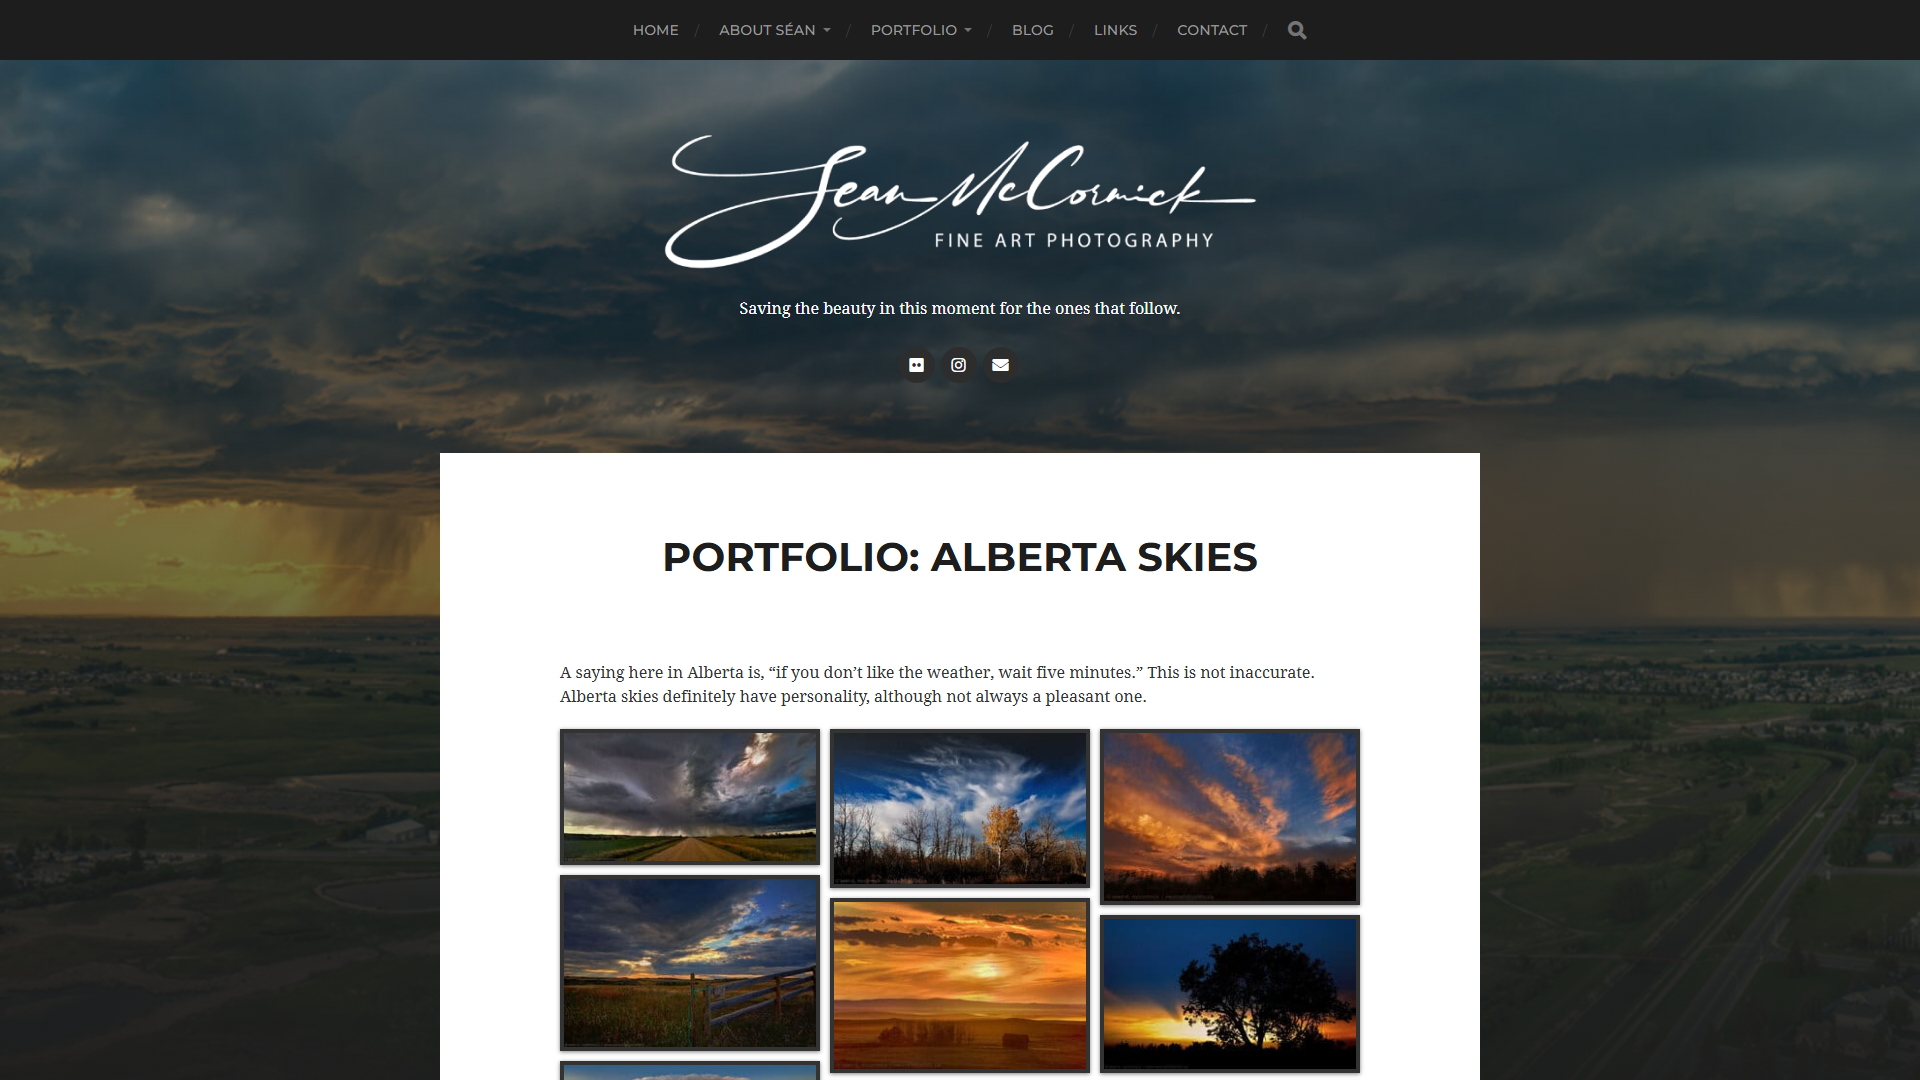 HOME / ABOUT SÉAN / PORTFOLIO / BLOG / LINKS / CONTACT /
Sean McCormick
FINE ART PHOTOGRAPHY
Saving the beauty in this moment for the ones that follow.
PORTFOLIO: ALBERTA SKIES
A saying here in Alberta is, “if you don’t like the weather, wait five minutes.” This is not inaccurate.
Alberta skies definitely have personality, although not always a pleasant one.